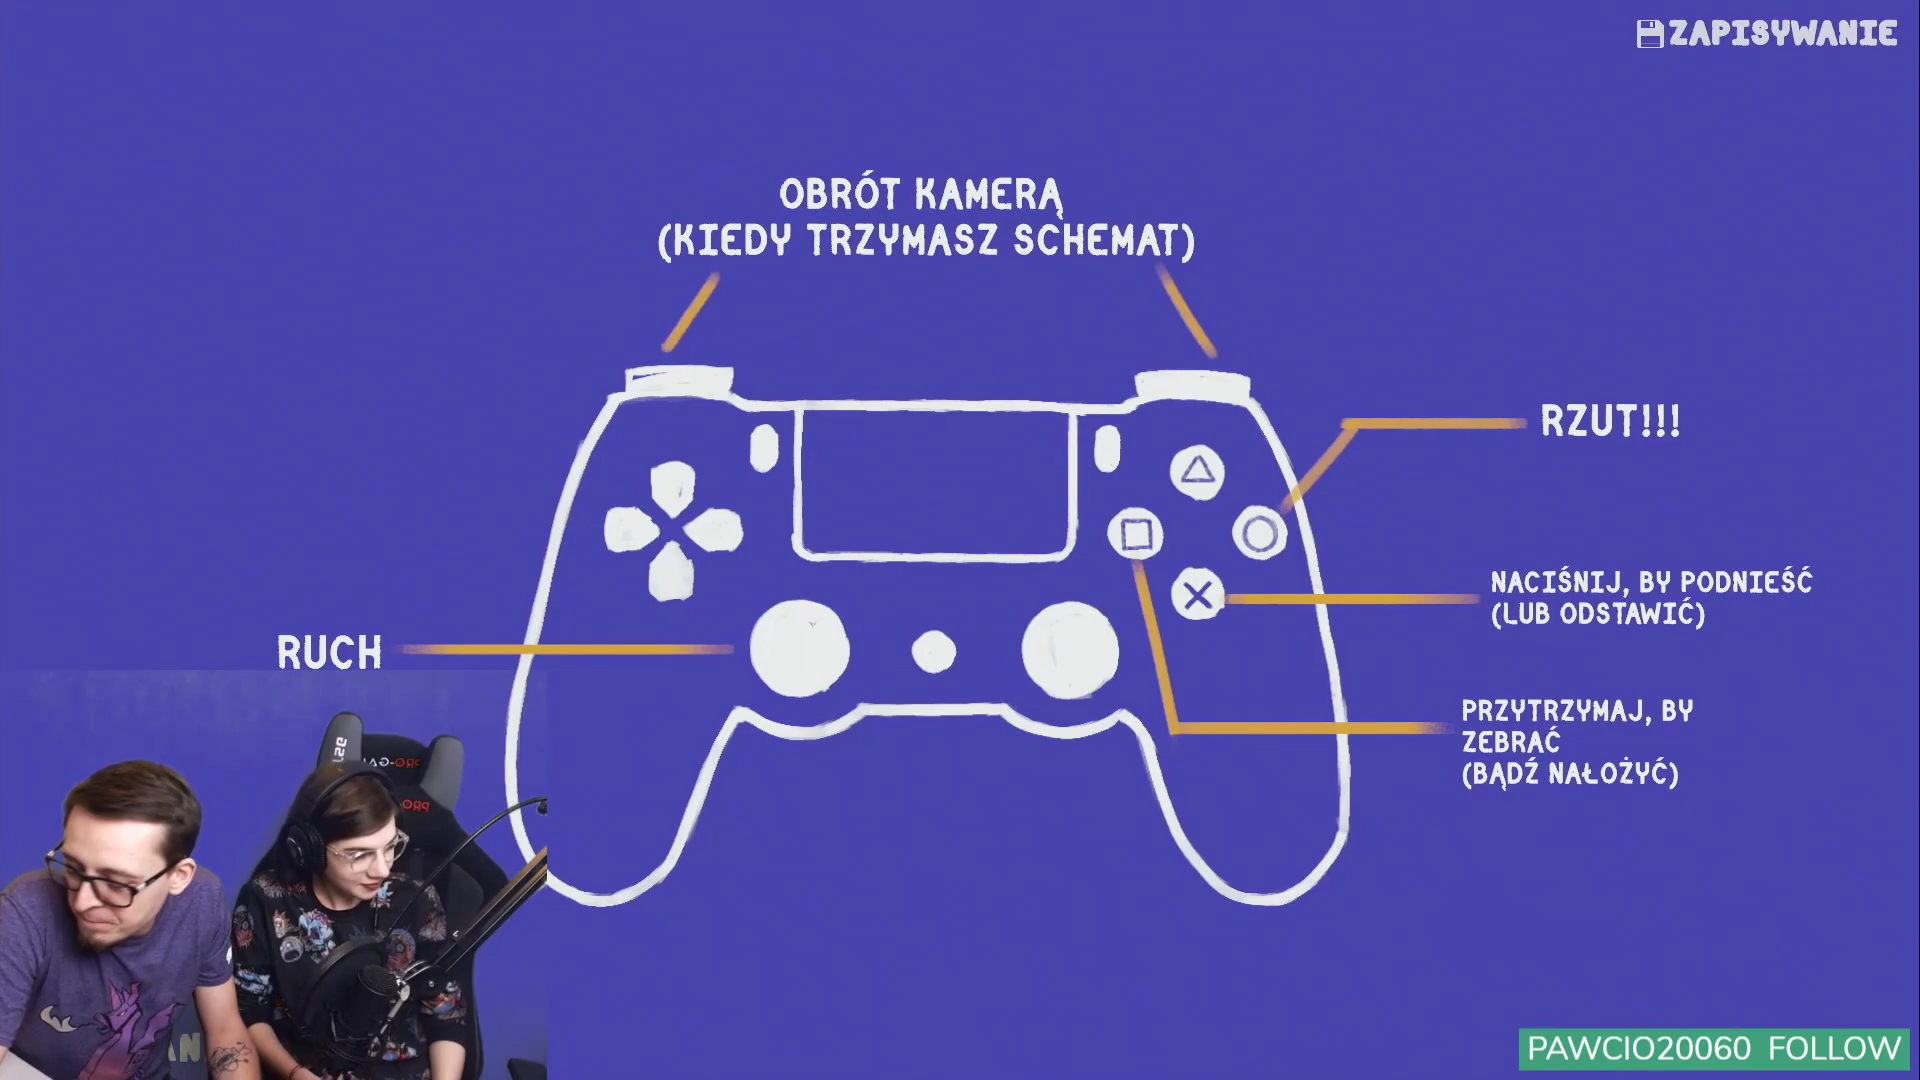 ZAPISYWANIE
OBRÓT KAMERĄ
(KIEDY TRZYMASZ SCHEMAT)
RZUT!!!
NACIŚNIJ, BY PODNIEŚĆ
(LUB ODSTAWIĆ)
RUCH
PRZYTRZYMAJ, BY
ZEBRAĆ
(BĄDŹ NAŁOŻYĆ)
PAWCIO20060 FOLLOW